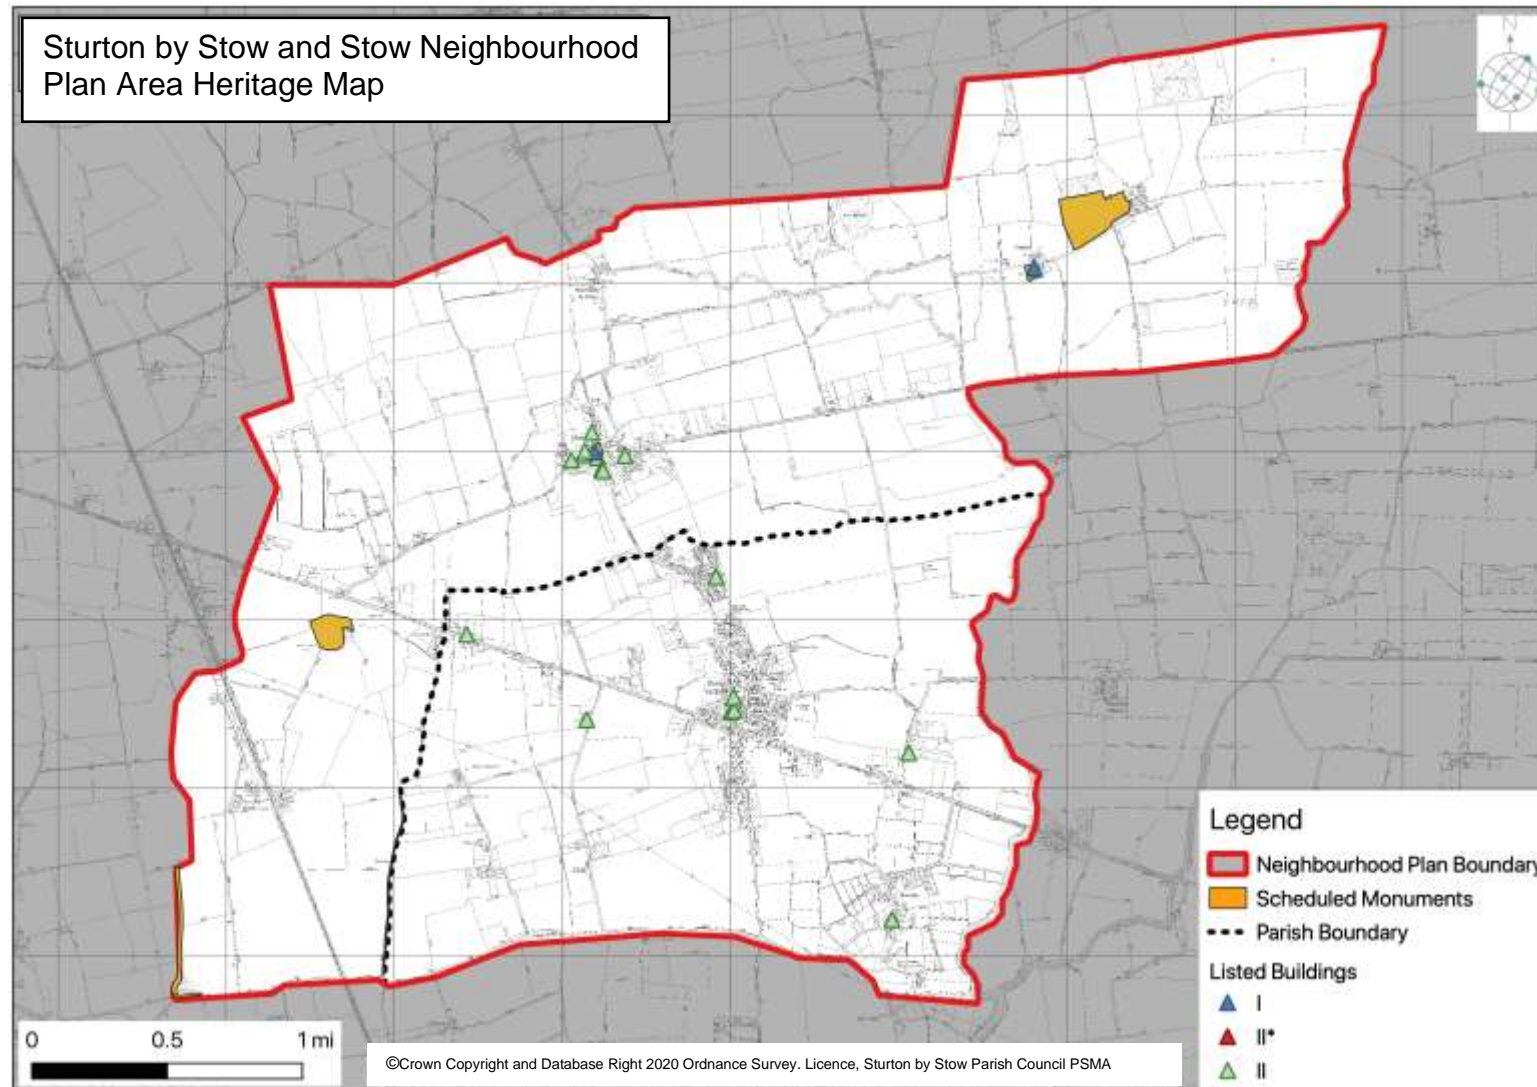 Sturton by Stow and Stow Neighbourhood
Plan Area Heritage Map
N
Legend
Neighbourhood Plan Boundary
Scheduled Monuments
Parish Boundary
Listed Buildings
I
II*
II
0 0.5 1 mi
©Crown Copyright and Database Right 2020 Ordnance Survey. Licence, Sturton by Stow Parish Council PSMA